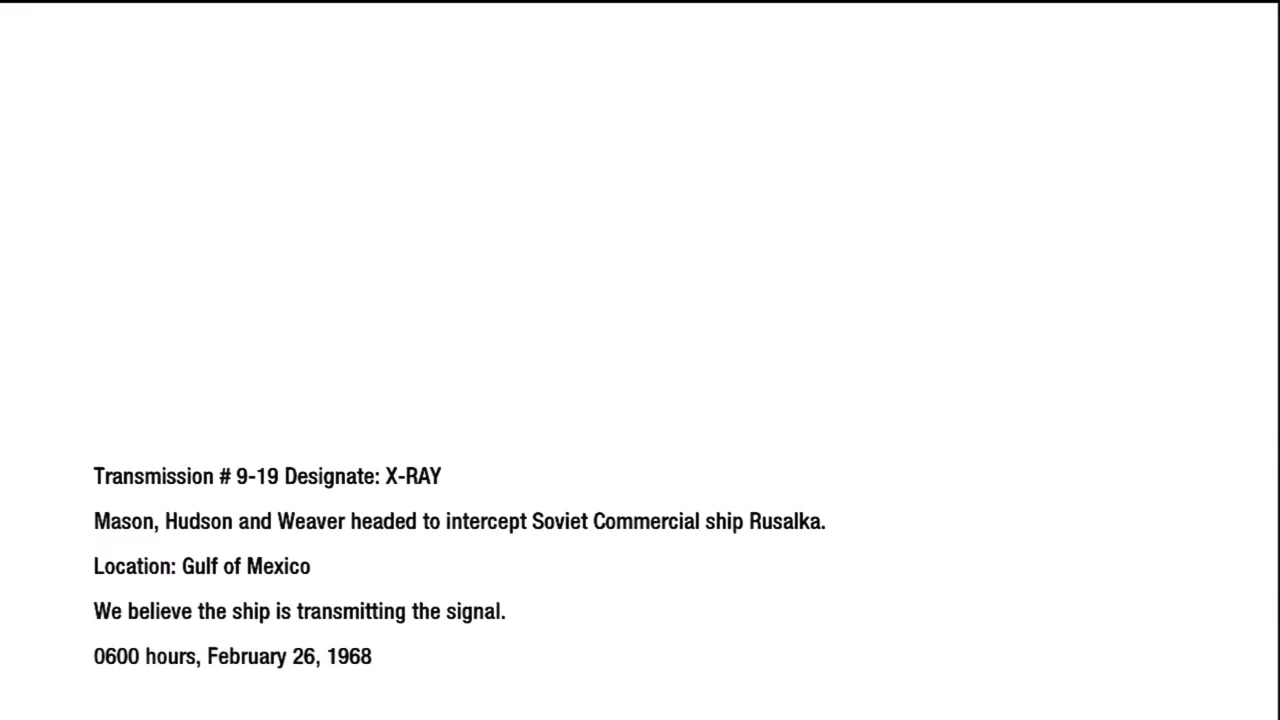 Transmission # 9-19 Designate: X-RAY
Mason, Hudson and Weaver headed to intercept Soviet Commercial ship Rusalka.
Location: Gulf of Mexico
We believe the ship is transmitting the signal.
0600 hours, February 26, 1968